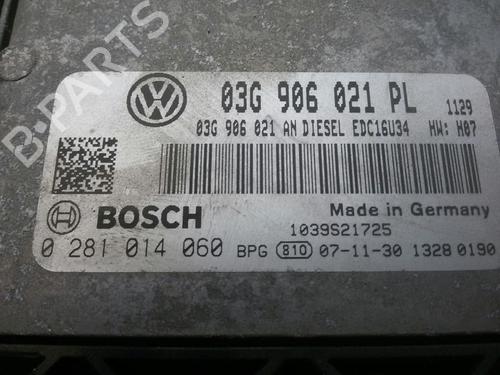 B-PARTS
03G 906 021 PL 1129
03G 906 021 AN DIESEL EDC16U34 HW: H07
BOSCH
Made in Germany
1039S21725
0 281 014 060 BPG 810 07-11-30 1328 0190